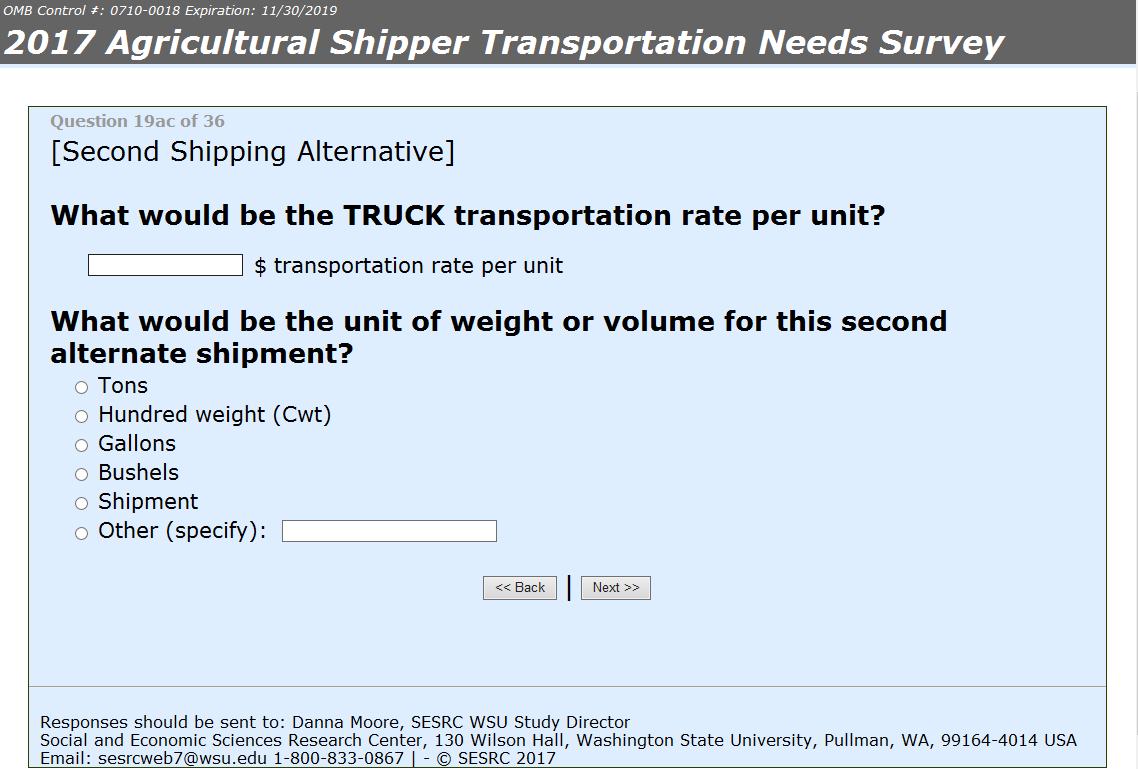 OMB Control #: 0710-0018 Expiration: 11/30/2019
2017 Agricultural Shipper Transportation Needs Survey
Question 19ac of 36
[Second Shipping Alternative]
What would be the TRUCK transportation rate per unit?
$ transportation rate per unit
What would be the unit of weight or volume for this second
alternate shipment?
Tons
Hundred weight (Cwt)
Gallons
Bushels
Shipment
Other (specify):
<< Back | Next >>
Responses should be sent to: Danna Moore, SESRC WSU Study Director
Social and Economic Sciences Research Center, 130 Wilson Hall, Washington State University, Pullman, WA, 99164-4014 USA
Email: sesrcweb7@wsu.edu 1-800-833-0867 | - © SESRC 2017